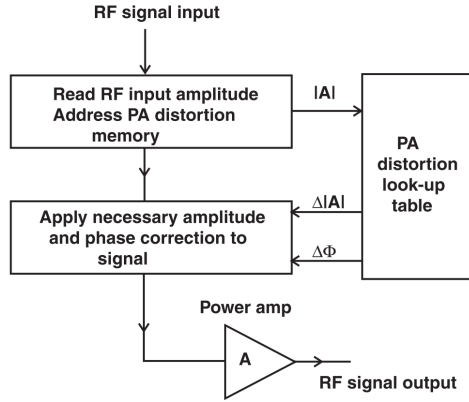 RF signal input
Read RF input amplitude
Address PA distortion
memory
|A|
PA
distortion
look-up
table
Apply necessary amplitude
and phase correction to
signal
Δ|A|
ΔΦ
Power amp
A
RF signal output